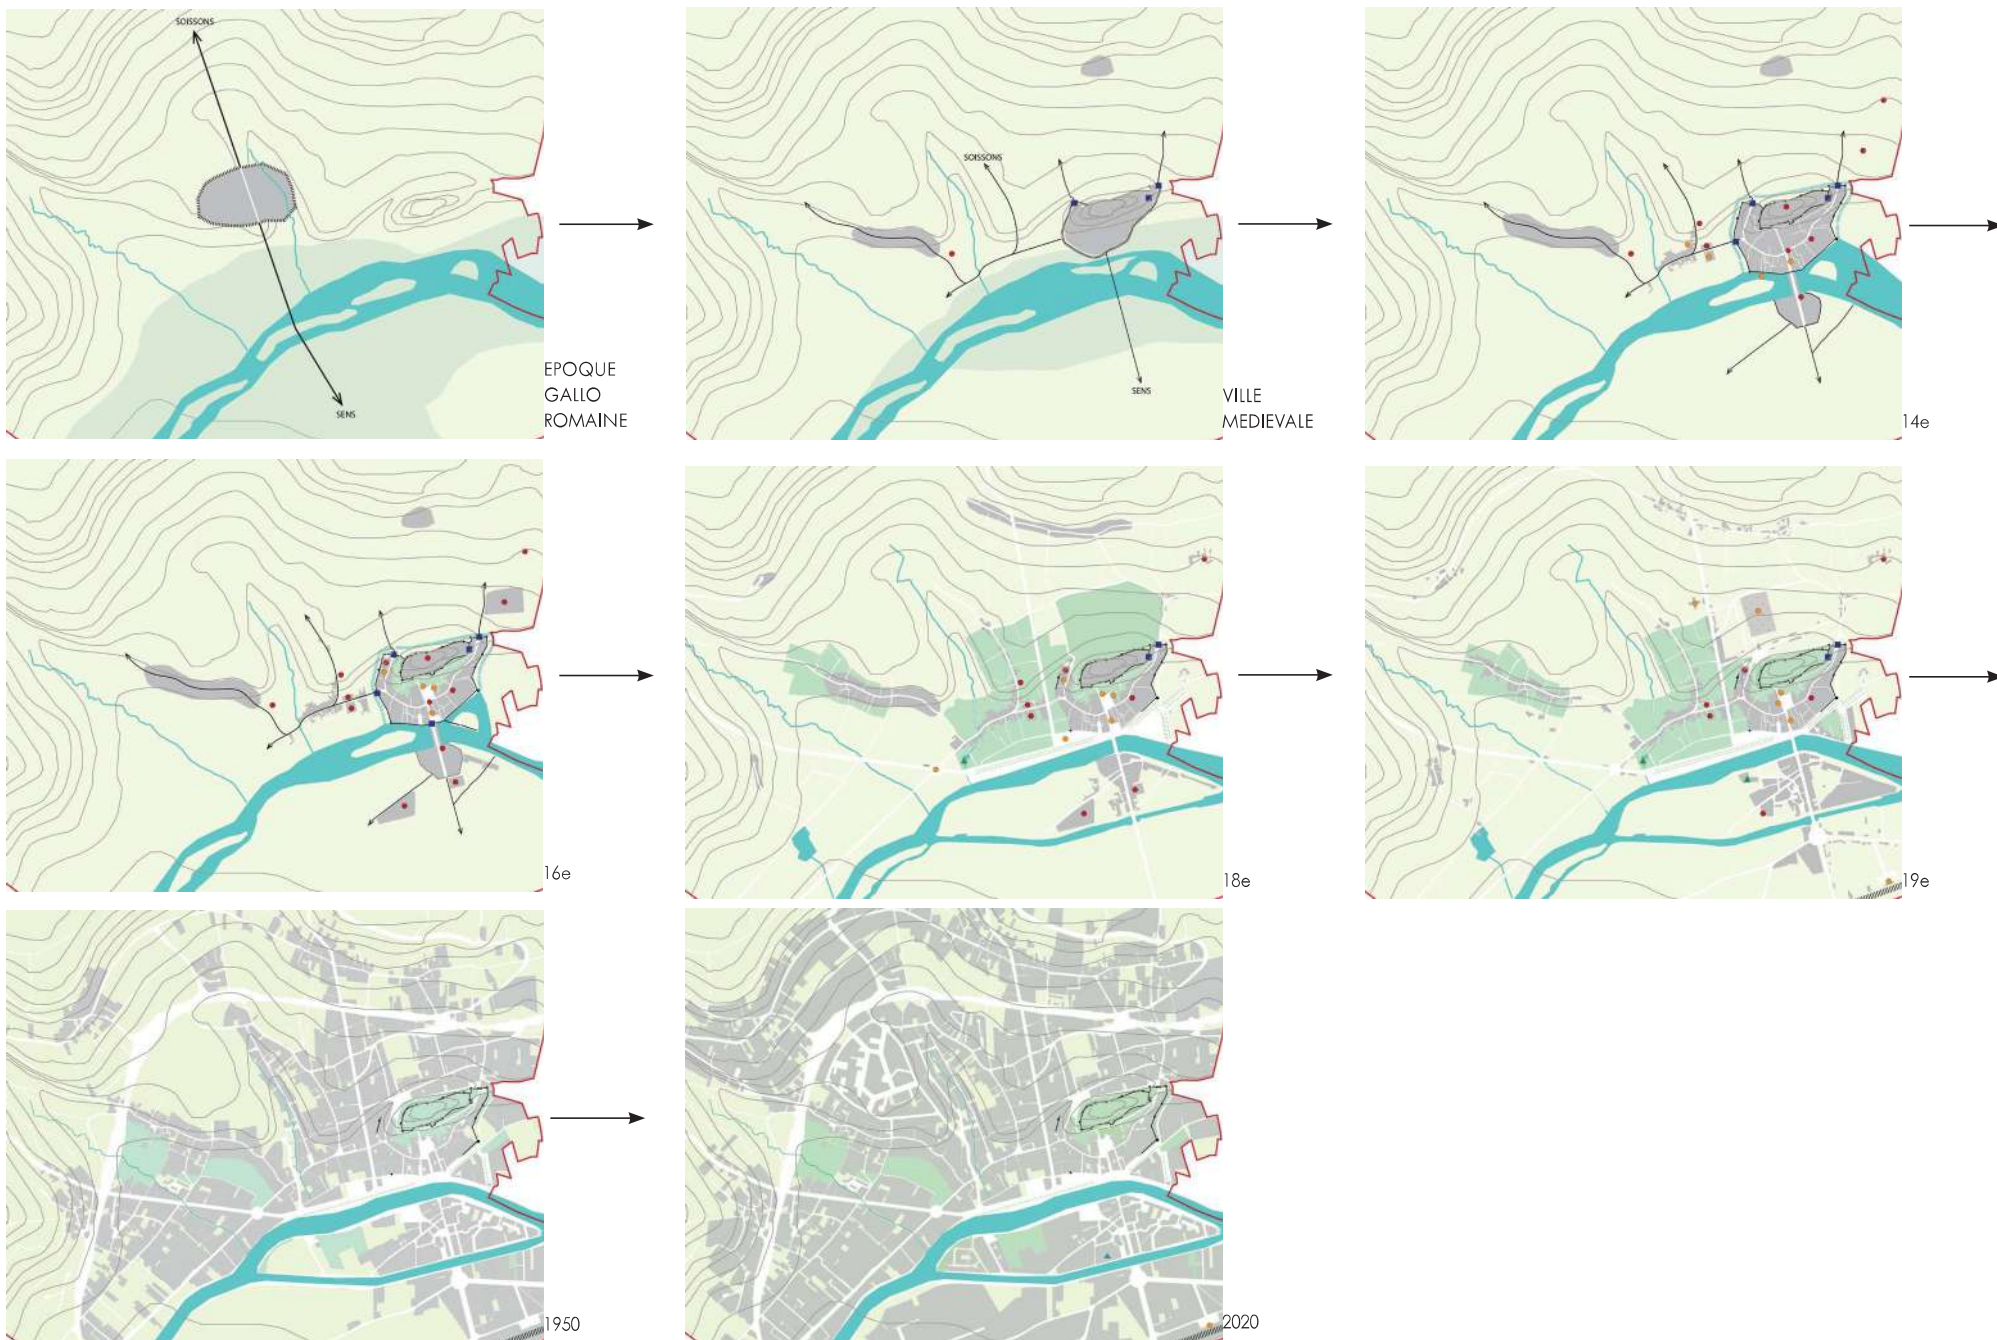 SOISSONS
SENS
EPOQUE
GALLO
ROMAINE
SOISSONS
SENS
VILLE
MEDIEVALE
14e
16e
18e
19e
1950
2020